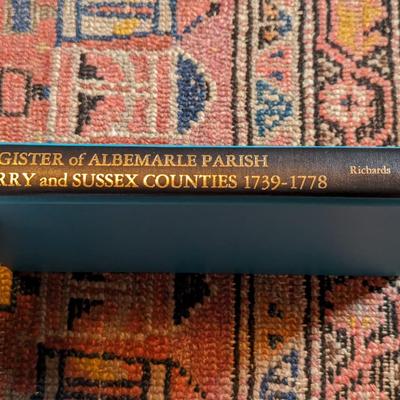 GISTER of ALBEMARLE PARISH
RRY and SUSSEX COUNTIES 1739-1778
Richards